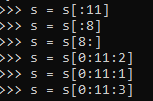 >>> s = s[:11]
>>> s = s[:8]
>>> s = s[8:]
>>> s = s[0:11:2]
>>> s = s[0:11:1]
>>> s = s[0:11:3]